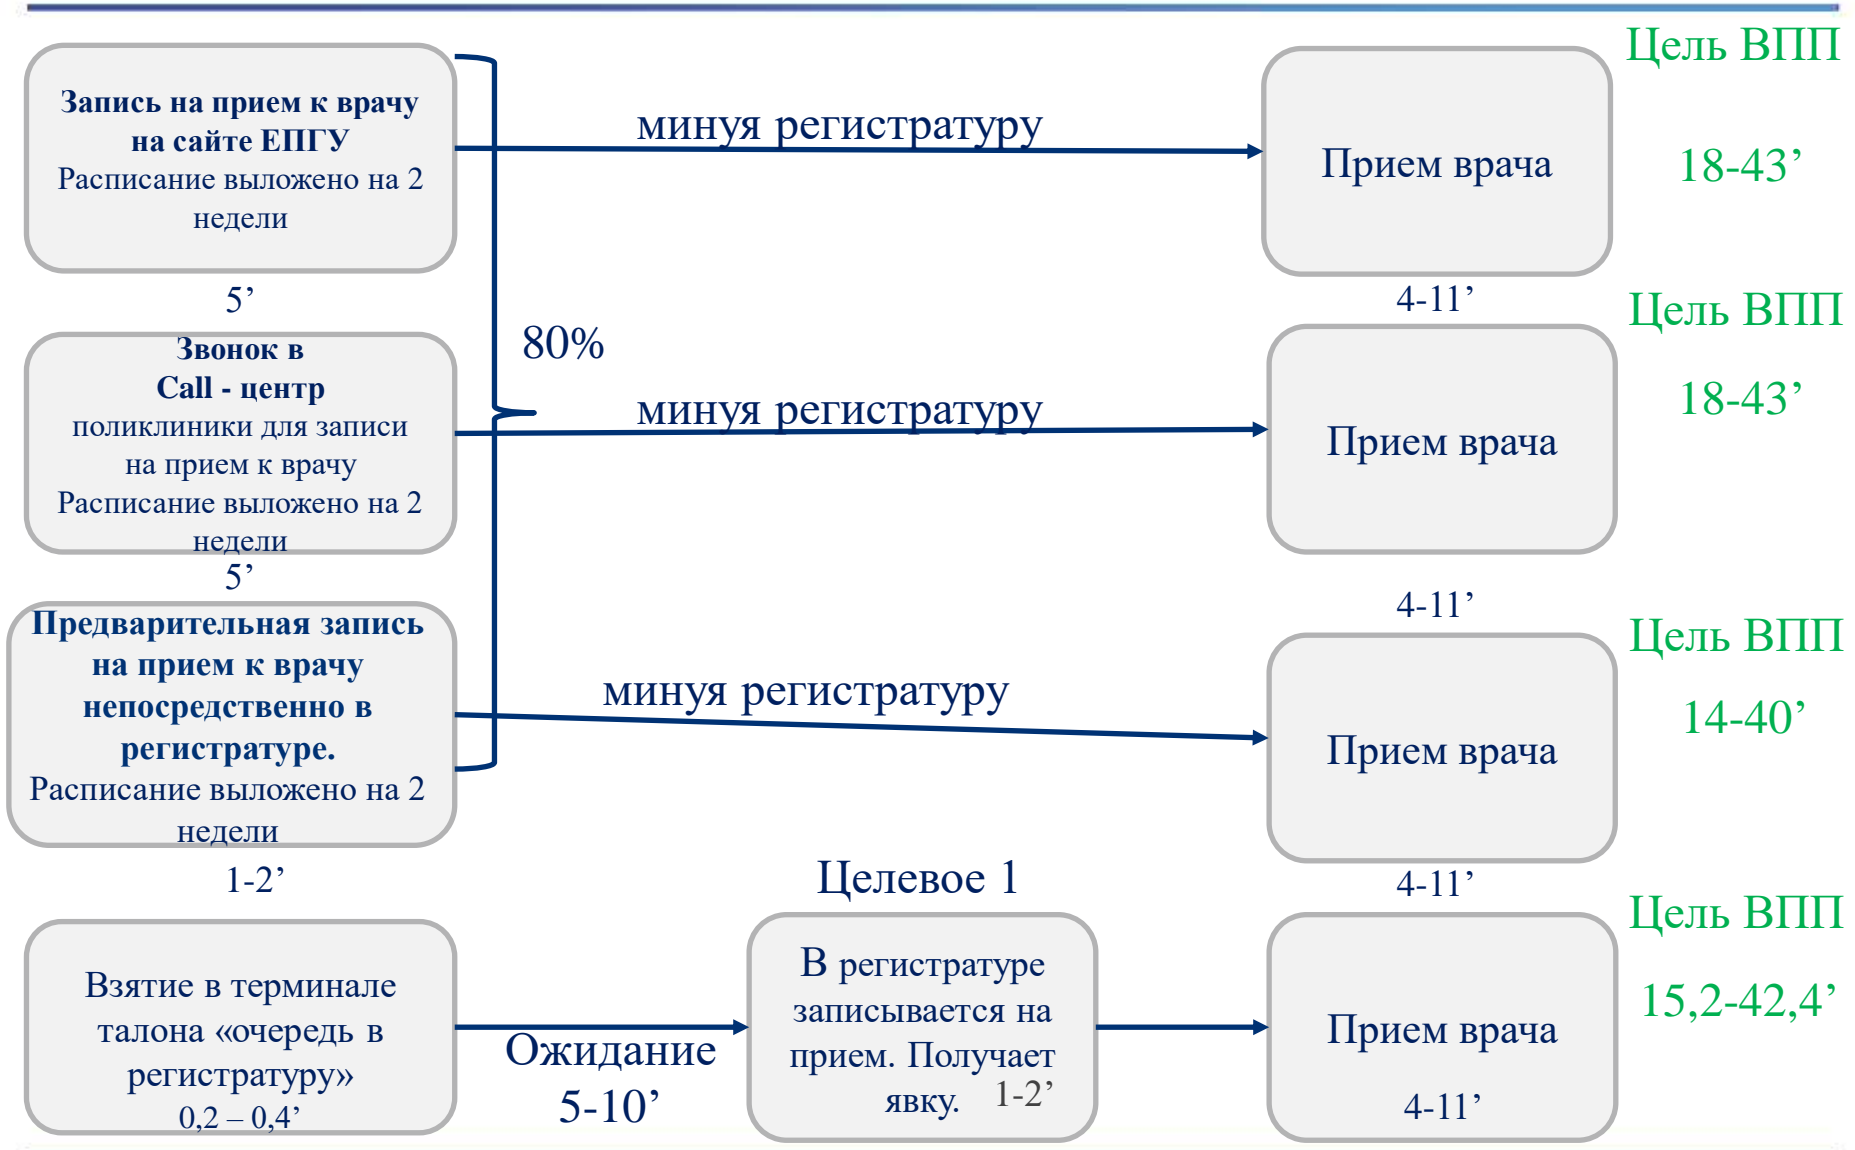 Цель ВПП
Запись на прием к врачу
на сайте ЕПГУ
Расписание выложено на 2
недели
минуя регистратуру
Прием врача
18-43’
5’
4-11’
Цель ВПП
80%
Звонок в
Call - центр
поликлиники для записи
на прием к врачу
Расписание выложено на 2
недели
минуя регистратуру
Прием врача
18-43’
5’
4-11’
Цель ВПП
Предварительная запись
на прием к врачу
непосредственно в
регистратуре.
Расписание выложено на 2
недели
минуя регистратуру
Прием врача
14-40’
1-2’
4-11’
Целевое 1
Цель ВПП
Взятие в терминале
талона «очередь в
регистратуру»
0,2 – 0,4’
Ожидание
5-10’
В регистратуре
записывается на
прием. Получает
явку. 1-2’
Прием врача
4-11’
15,2-42,4’